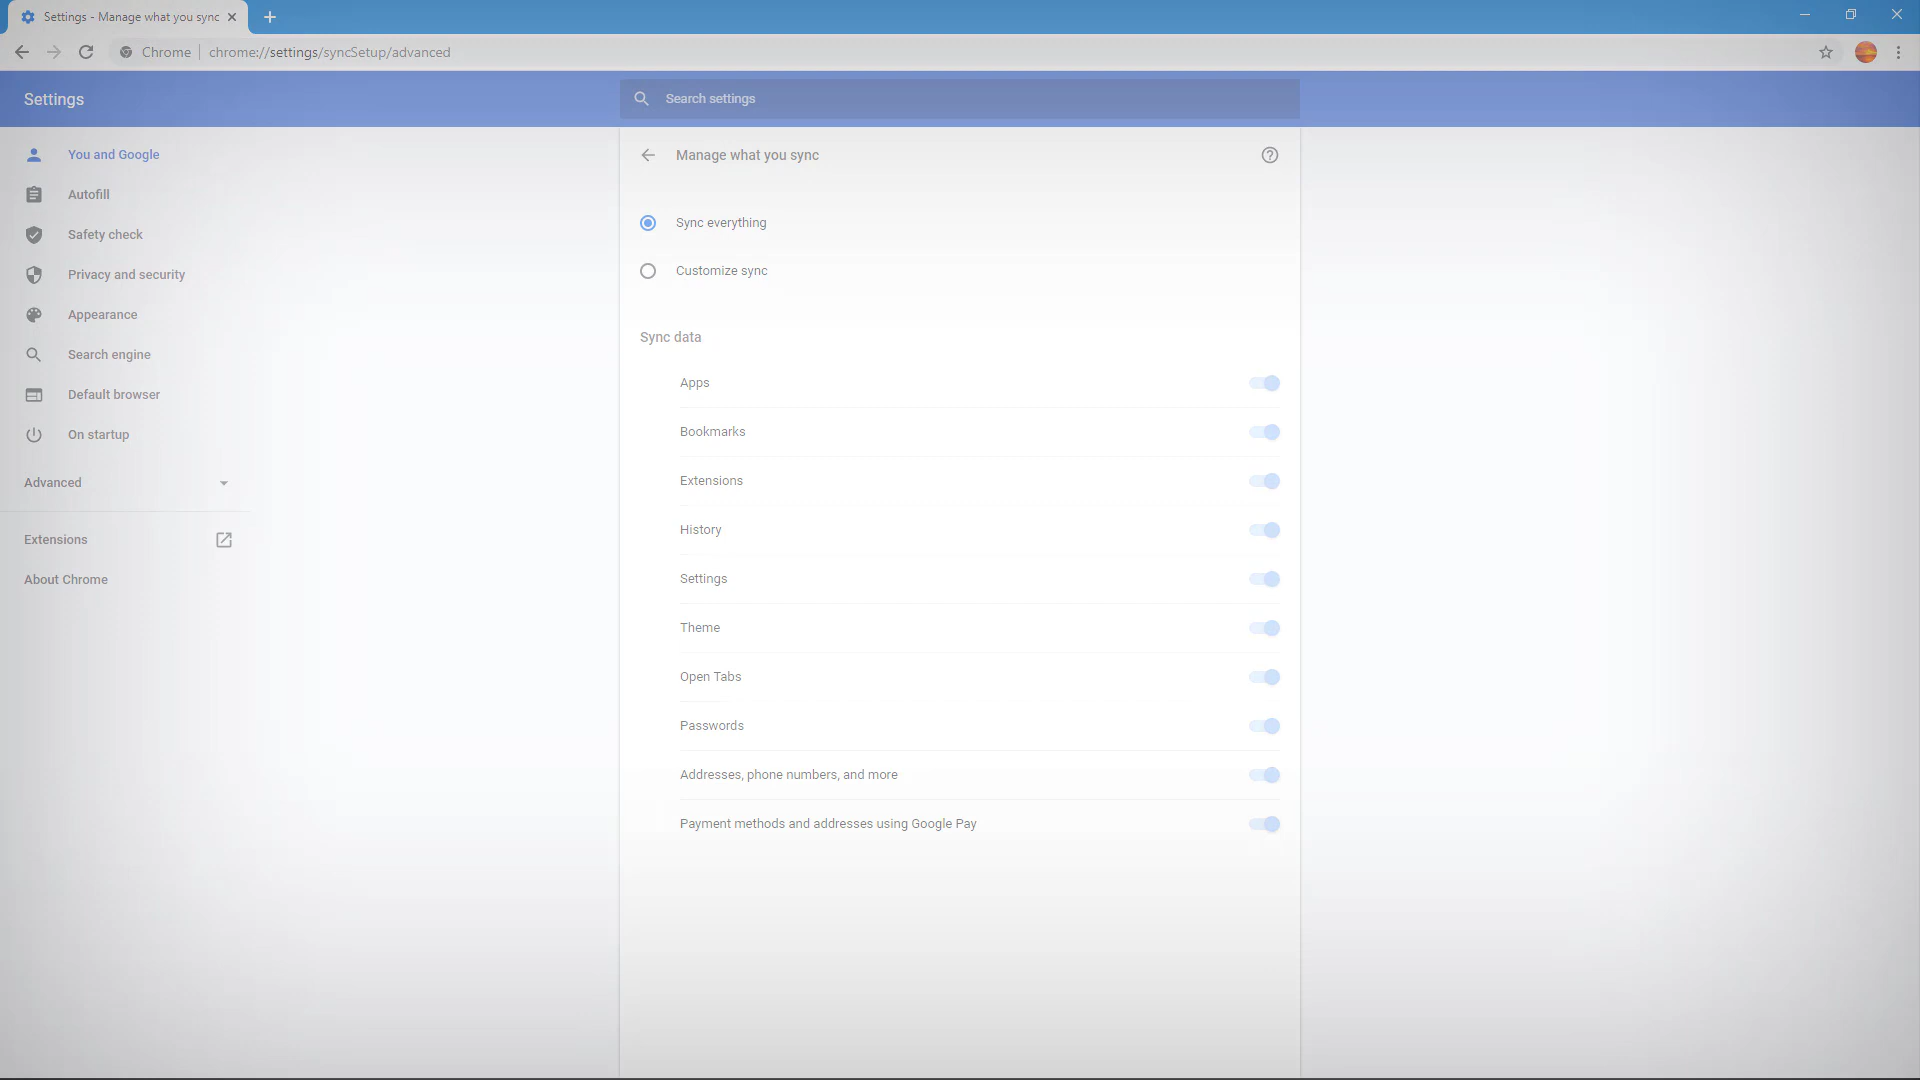 Settings - Manage what you sync
Chrome chrome://settings/syncSetup/advanced
Settings
Search settings
You and Google
Autofill
Safety check
Privacy and security
Appearance
Search engine
Default browser
On startup
Advanced
Extensions
About Chrome
Manage what you sync
Sync everything
Customize sync
Sync data
Apps
Bookmarks
Extensions
History
Settings
Theme
Open Tabs
Passwords
Addresses, phone numbers, and more
Payment methods and addresses using Google Pay